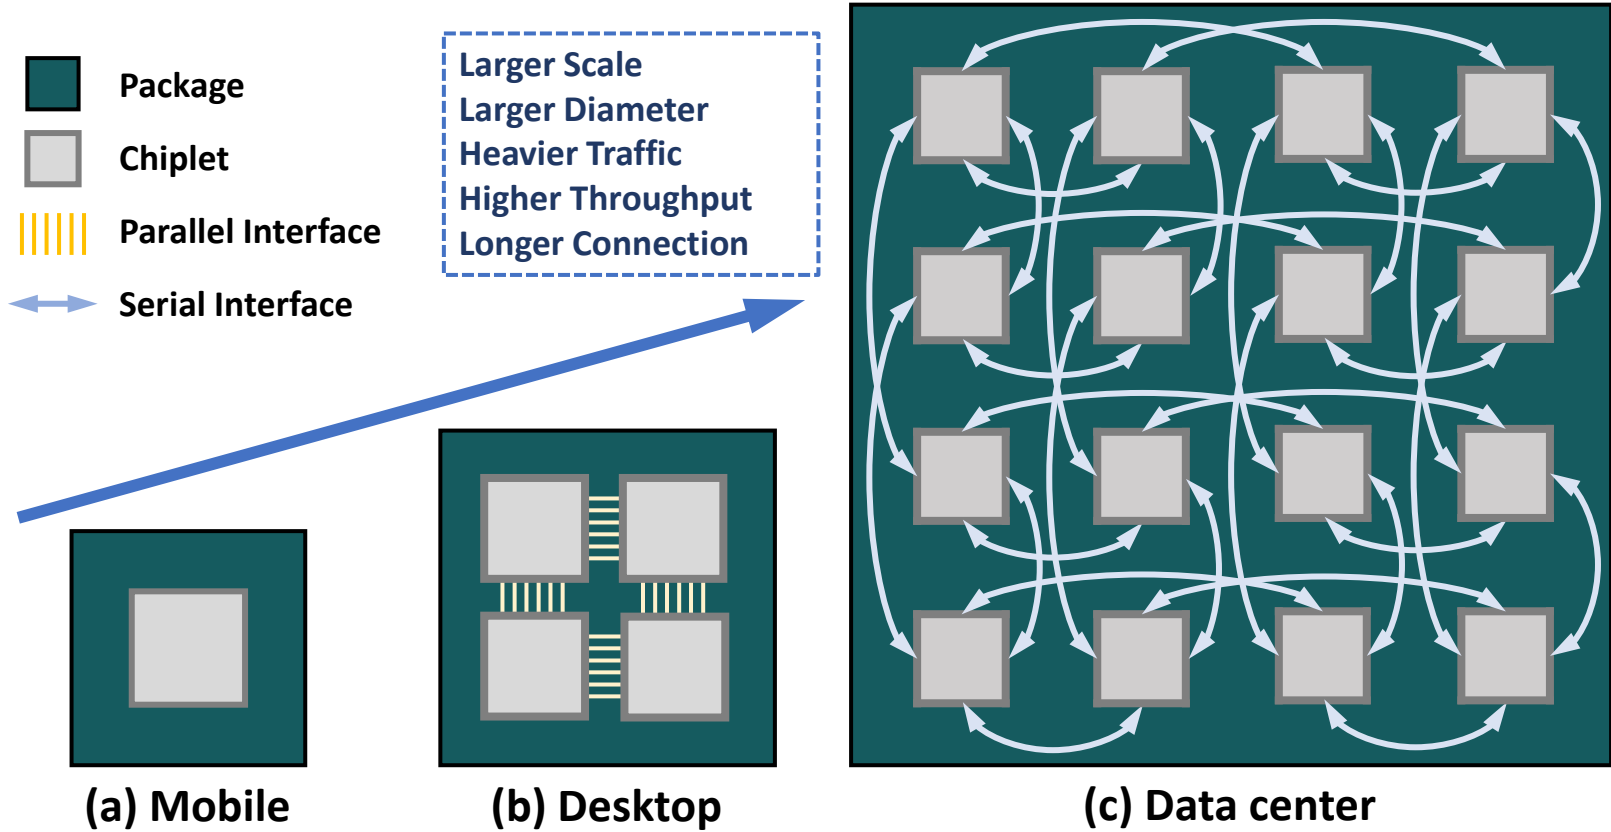 Package
Chiplet
Parallel Interface
Serial Interface
Larger Scale
Larger Diameter
Heavier Traffic
Higher Throughput
Longer Connection
(a) Mobile
(b) Desktop
(c) Data center